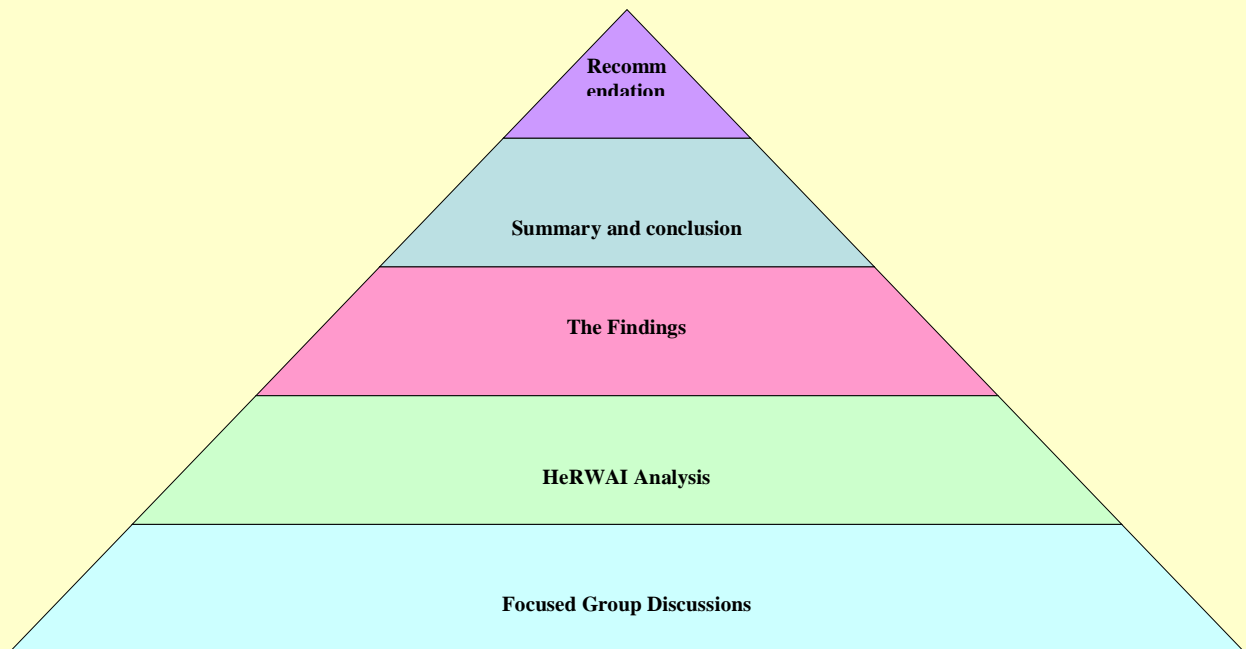 Recomm
endation
Summary and conclusion
The Findings
HeRWAI Analysis
Focused Group Discussions